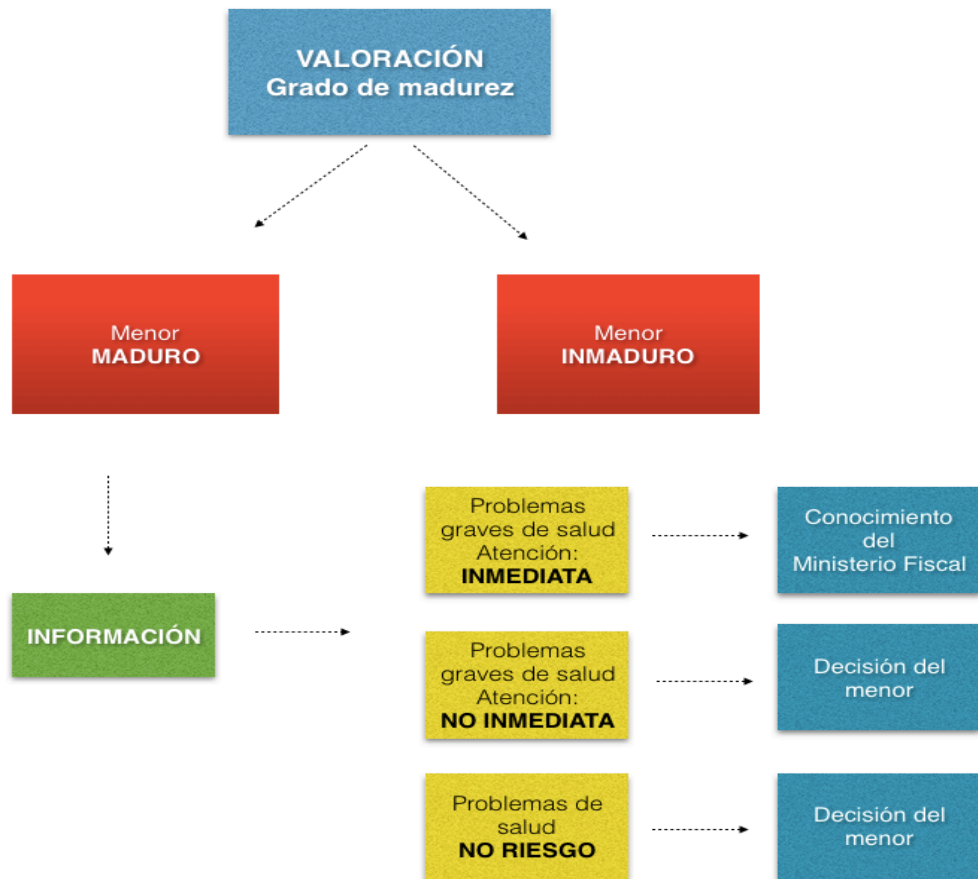 VALORACIÓN
Grado de madurez
Menor
MADURO
Menor
INMADURO
INFORMACIÓN
Problemas
graves de salud
Atención:
INMEDIATA
Conocimiento
del
Ministerio Fiscal
Problemas
graves de salud
Atención:
NO INMEDIATA
Decisión del
menor
Problemas de
salud
NO RIESGO
Decisión del
menor